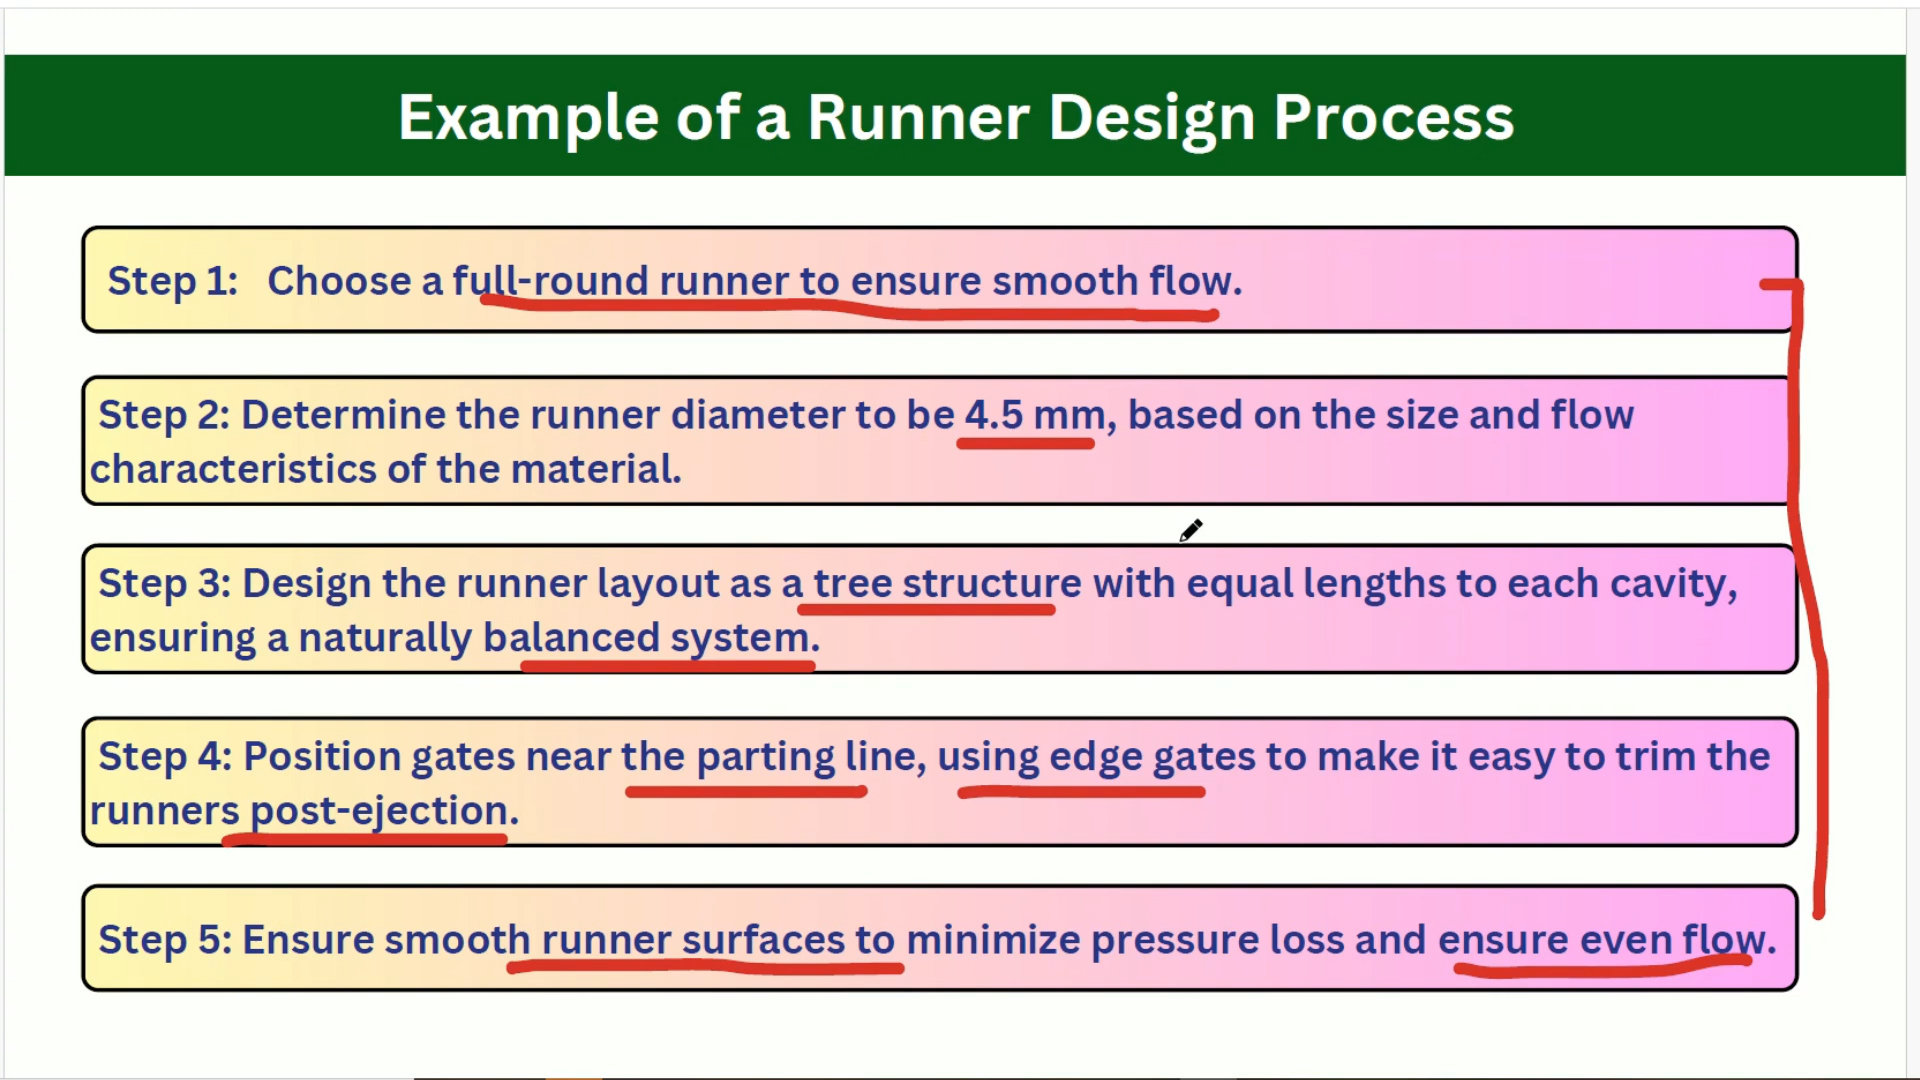 Example of a Runner Design Process
Step 1: Choose a full-round runner to ensure smooth flow.
Step 2: Determine the runner diameter to be 4.5 mm, based on the size and flow
characteristics of the material.
Step 3: Design the runner layout as a tree structure with equal lengths to each cavity,
ensuring a naturally balanced system.
Step 4: Position gates near the parting line, using edge gates to make it easy to trim the
runners post-ejection.
Step 5: Ensure smooth runner surfaces to minimize pressure loss and ensure even flow.